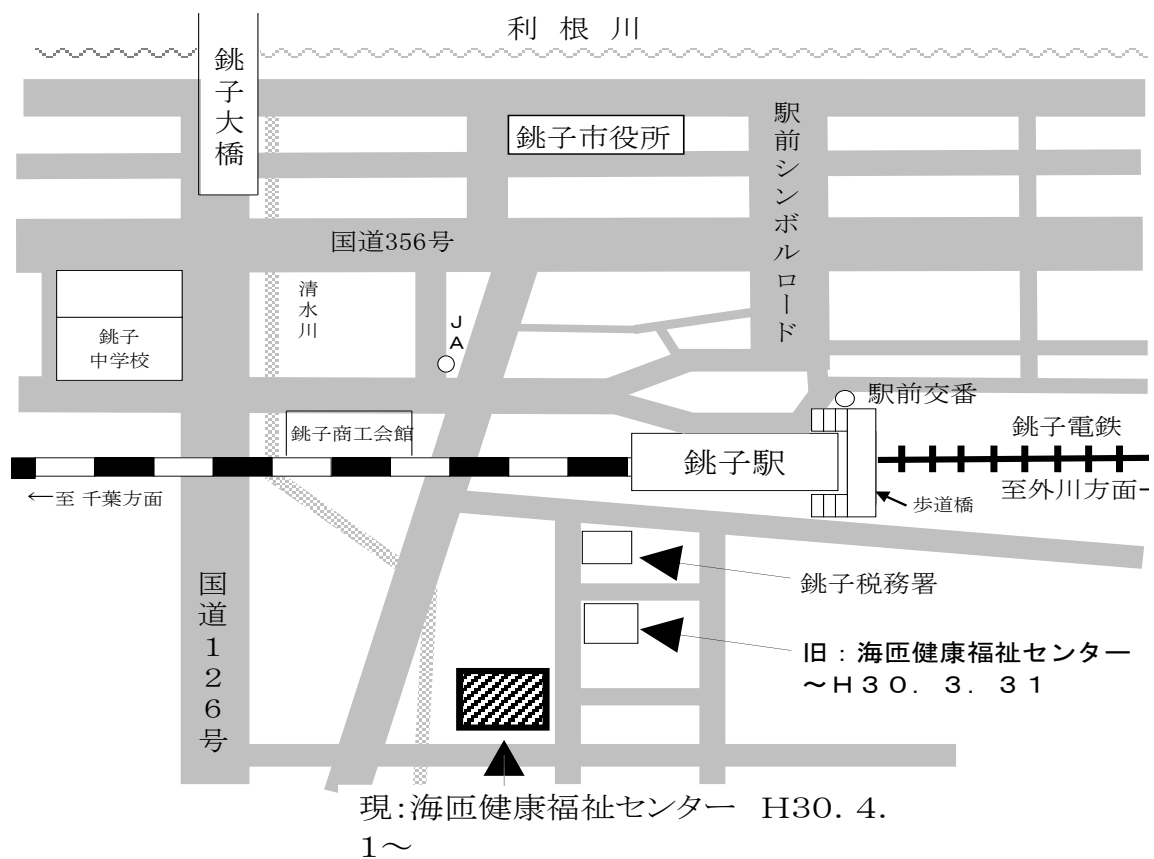 利根川
銚子大橋
銚子市役所
駅前シンボルロード
国道356号
清水川
ＪＡ
銚子
中学校
駅前交番
銚子商工会館
銚子駅
銚子電鉄
←至 千葉方面
至外川方面→
歩道橋
国道126号
銚子税務署
旧：海匝健康福祉センター
～Ｈ３０．３．３１
現:海匝健康福祉センター　H30. 4.
1～